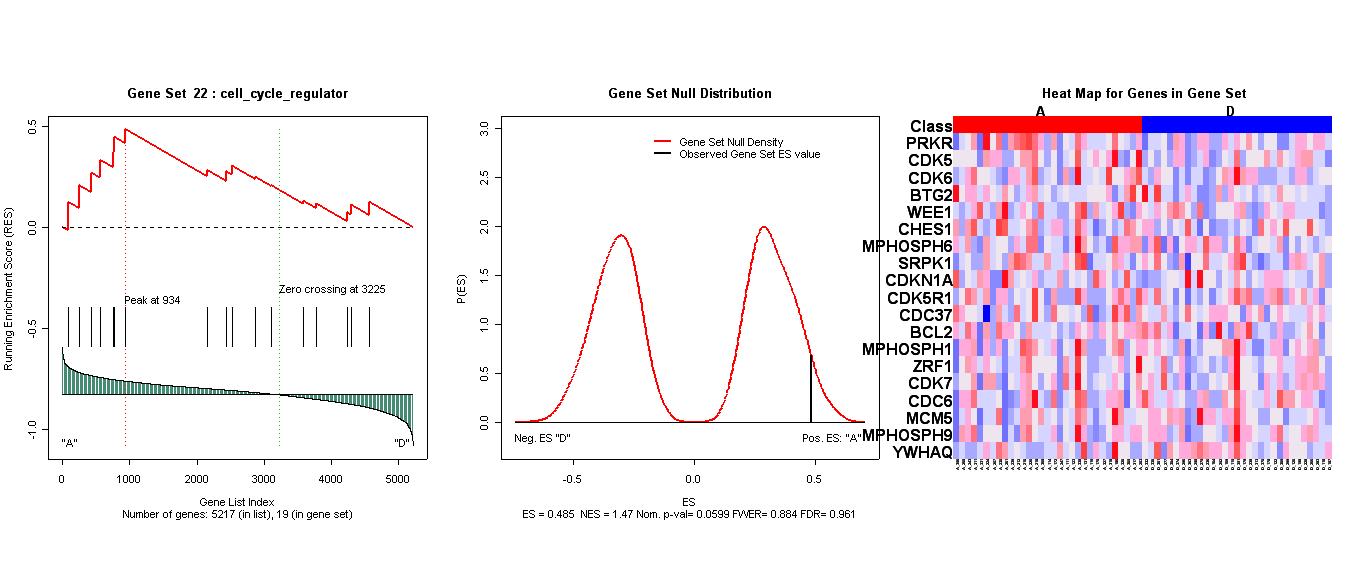 Gene Set  22 : cell_cycle_regulator
Running Enrichment Score (RES)
0.5
0.0
-0.5
-1.0
Peak at 934
Zero crossing at 3225
"A"
"D"
0 1000 2000 3000 4000 5000
Gene List Index
Number of genes: 5217 (in list), 19 (in gene set)
Gene Set Null Distribution
P(ES)
3.0
2.5
2.0
1.5
1.0
0.5
0.0
Gene Set Null Density
Observed Gene Set ES value
Neg. ES "D"
Pos. ES: "A"
-0.5 0.0 0.5
ES
ES = 0.485  NES = 1.47 Nom. p-val= 0.0599 FWER= 0.884 FDR= 0.961
Heat Map for Genes in Gene Set
A D
Class
PRKR
CDK5
CDK6
BTG2
WEE1
CHES1
MPHOSPH6
SRPK1
CDKN1A
CDK5R1
CDC37
BCL2
MPHOSPH1
ZRF1
CDK7
CDC6
MCM5
MPHOSPH9
YWHAQ